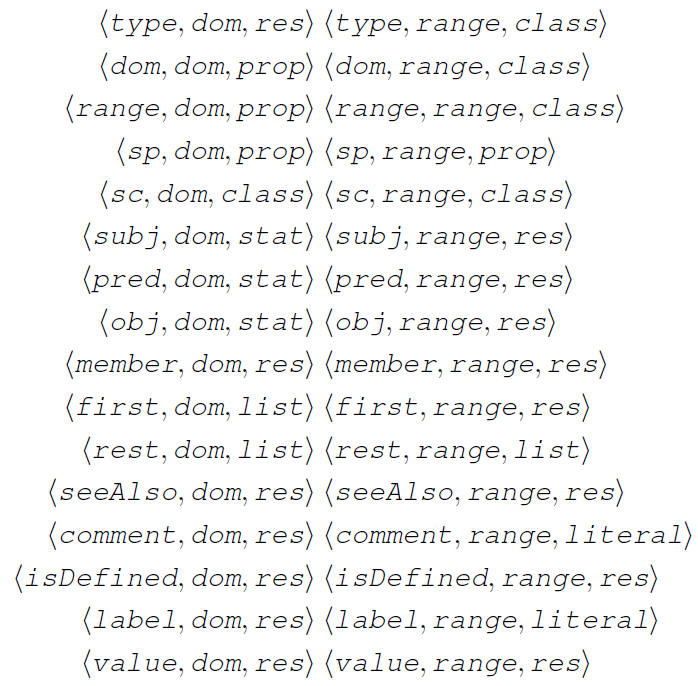 ⟨type, dom, res⟩ ⟨type, range, class⟩
⟨dom, dom, prop⟩ ⟨dom, range, class⟩
⟨range, dom, prop⟩ ⟨range, range, class⟩
⟨sp, dom, prop⟩ ⟨sp, range, prop⟩
⟨sc, dom, class⟩ ⟨sc, range, class⟩
⟨subj, dom, stat⟩ ⟨subj, range, res⟩
⟨pred, dom, stat⟩ ⟨pred, range, res⟩
⟨obj, dom, stat⟩ ⟨obj, range, res⟩
⟨member, dom, res⟩ ⟨member, range, res⟩
⟨first, dom, list⟩ ⟨first, range, res⟩
⟨rest, dom, list⟩ ⟨rest, range, list⟩
⟨seeAlso, dom, res⟩ ⟨seeAlso, range, res⟩
⟨comment, dom, res⟩ ⟨comment, range, literal⟩
⟨isDefined, dom, res⟩ ⟨isDefined, range, res⟩
⟨label, dom, res⟩ ⟨label, range, literal⟩
⟨value, dom, res⟩ ⟨value, range, res⟩